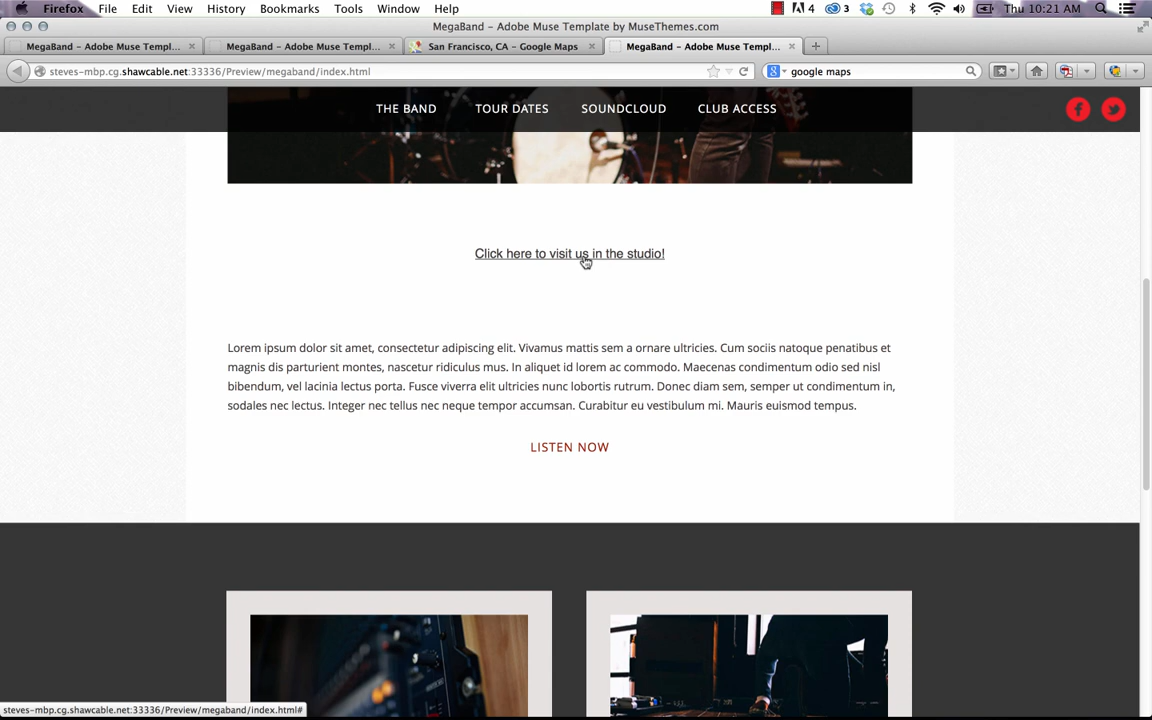 Firefox File Edit View History Bookmarks Tools Window Help 4 3 Thu 10:21 AM
MegaBand – Adobe Muse Template by MuseThemes.com
MegaBand – Adobe Muse Templ... MegaBand – Adobe Muse Templ... San Francisco, CA – Google Maps MegaBand – Adobe Muse Templ...
steves-mbp.cg.shawcable.net:33336/Preview/megaband/index.html google maps
THE BAND TOUR DATES SOUNDCLOUD CLUB ACCESS
Click here to visit us in the studio!
Lorem ipsum dolor sit amet, consectetur adipiscing elit. Vivamus mattis sem a ornare ultricies. Cum sociis natoque penatibus et
magnis dis parturient montes, nascetur ridiculus mus. In aliquet id lorem ac commodo. Maecenas condimentum odio sed nisl
bibendum, vel lacinia lectus porta. Fusce viverra elit ultricies nunc lobortis rutrum. Donec diam sem, semper ut condimentum in,
sodales nec lectus. Integer nec tellus nec neque tempor accumsan. Curabitur eu vestibulum mi. Mauris euismod tempus.
LISTEN NOW
steves-mbp.cg.shawcable.net:33336/Preview/megaband/index.html#